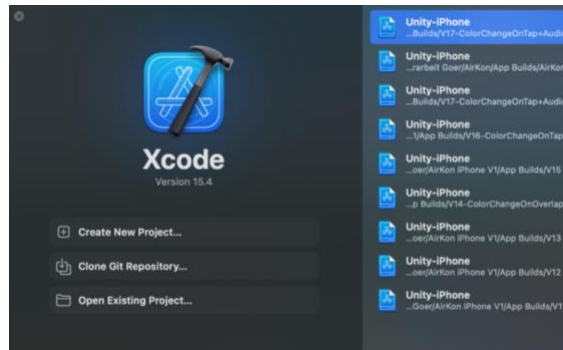 Xcode
Version 15.4
Create New Project...
Clone Git Repository...
Open Existing Project...
Unity-iPhone
...Builds/V17-ColorChangeOnTap+Audio
Unity-iPhone
...rarbeit Goer/AirKon/App Builds/AirKon
Unity-iPhone
...Builds/V17-ColorChangeOnTap+Audio
Unity-iPhone
...1/App Builds/V16-ColorChangeOnTap
Unity-iPhone
...oer/AirKon iPhone V1/App Builds/V15
Unity-iPhone
...p Builds/V14-ColorChangeOnOverlap
Unity-iPhone
...oer/AirKon iPhone V1/App Builds/V13
Unity-iPhone
...oer/AirKon iPhone V1/App Builds/V12
Unity-iPhone
...Goer/AirKon iPhone V1/App Builds/V1